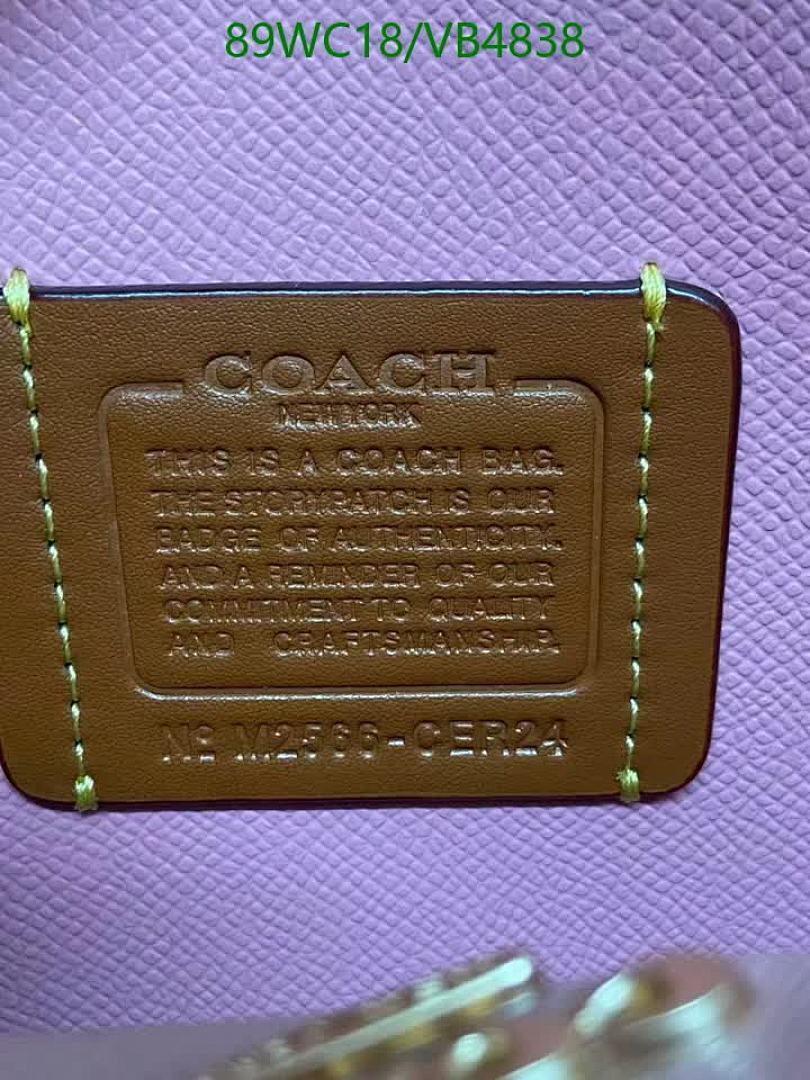 89WC18/VB4838
COACH
NEW YORK
THIS IS A COACH BAG.
THE STORYPATCH IS OUR
BADGE OF AUTHENTICITY,
AND A REMINDER OF OUR
COMMITMENT TO QUALITY
AND CRAFTSMANSHIP.
Nº M2566-CER24